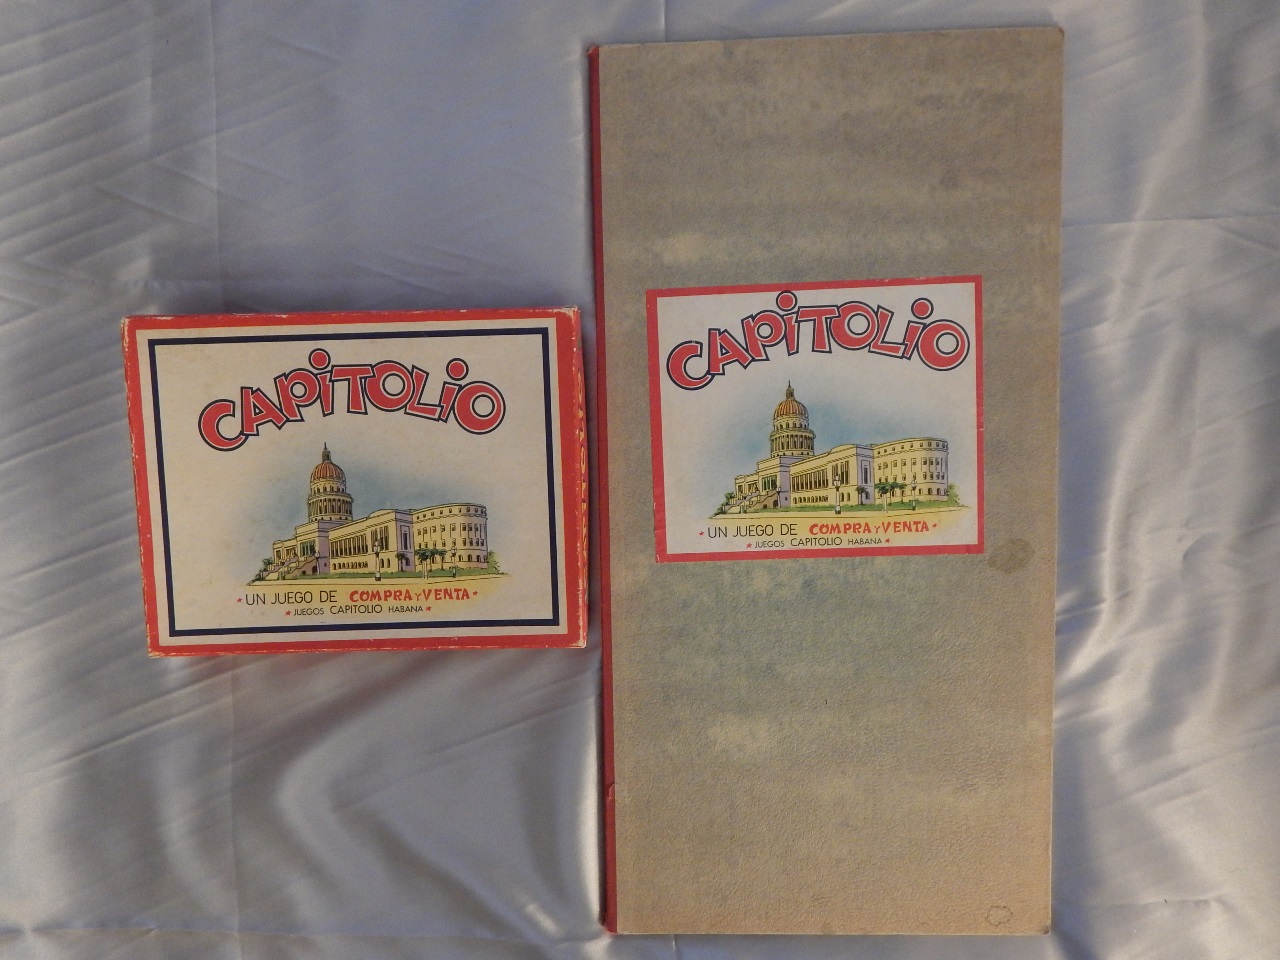 CAPITOLIO
UN JUEGO DE COMPRA Y VENTA
JUEGOS CAPITOLIO HABANA
CAPITOLIO
UN JUEGO DE COMPRA Y VENTA
JUEGOS CAPITOLIO HABANA